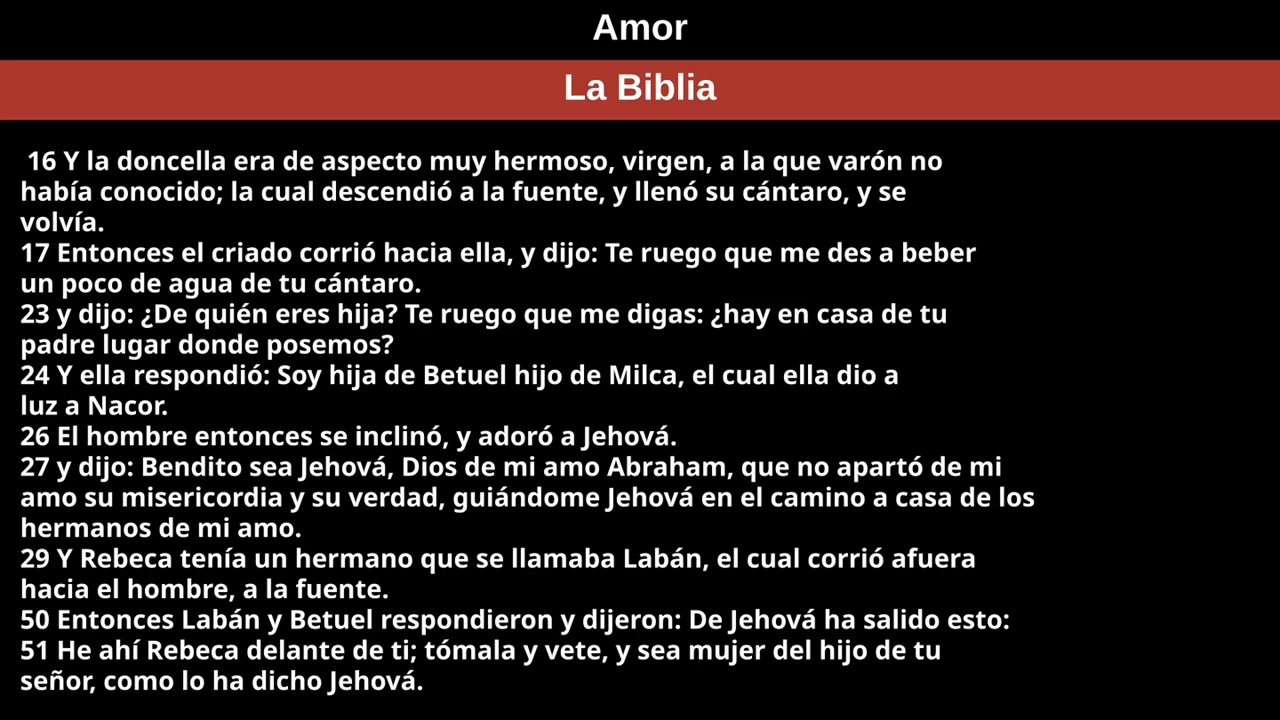 Amor
La Biblia
16 Y la doncella era de aspecto muy hermoso, virgen, a la que varón no
había conocido; la cual descendió a la fuente, y llenó su cántaro, y se
volvía.
17 Entonces el criado corrió hacia ella, y dijo: Te ruego que me des a beber
un poco de agua de tu cántaro.
23 y dijo: ¿De quién eres hija? Te ruego que me digas: ¿hay en casa de tu
padre lugar donde posemos?
24 Y ella respondió: Soy hija de Betuel hijo de Milca, el cual ella dio a
luz a Nacor.
26 El hombre entonces se inclinó, y adoró a Jehová.
27 y dijo: Bendito sea Jehová, Dios de mi amo Abraham, que no apartó de mi
amo su misericordia y su verdad, guiándome Jehová en el camino a casa de los
hermanos de mi amo.
29 Y Rebeca tenía un hermano que se llamaba Labán, el cual corrió afuera
hacia el hombre, a la fuente.
50 Entonces Labán y Betuel respondieron y dijeron: De Jehová ha salido esto:
51 He ahí Rebeca delante de ti; tómala y vete, y sea mujer del hijo de tu
señor, como lo ha dicho Jehová.